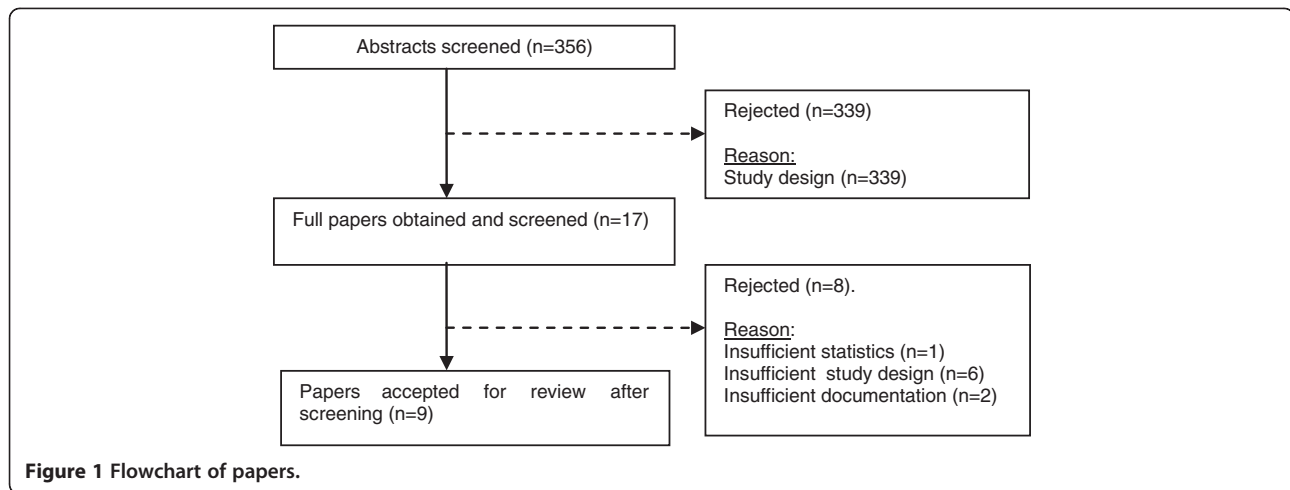 Abstracts screened (n=356)
Rejected (n=339)
Reason:
Study design (n=339)
Full papers obtained and screened (n=17)
Rejected (n=8).
Reason:
Insufficient statistics (n=1)
Insufficient study design (n=6)
Insufficient documentation (n=2)
Papers accepted for review after
screening (n=9)
Figure 1 Flowchart of papers.